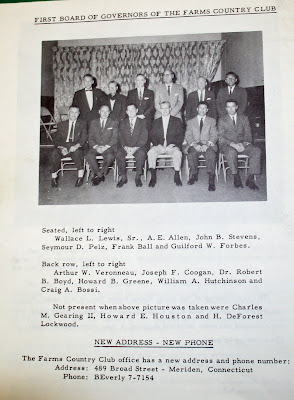 FIRST BOARD OF GOVERNORS OF THE FARMS COUNTRY CLUB
Seated, left to right
Wallace L. Lewis, Sr., A. E. Allen, John B. Stevens,
Seymour D. Pelz, Frank Ball and Guilford W. Forbes.
Back row, left to right
Arthur W. Veronneau, Joseph F. Coogan, Dr. Robert
B. Boyd, Howard B. Greene, William A. Hutchinson and
Craig A. Bossi.
Not present when above picture was taken were Charles
M. Gearing II, Howard E. Houston and H. DeForest
Lockwood.
NEW ADDRESS - NEW PHONE
The Farms Country Club office has a new address and phone number:
Address: 489 Broad Street - Meriden, Connecticut
Phone: BEverly 7-7154